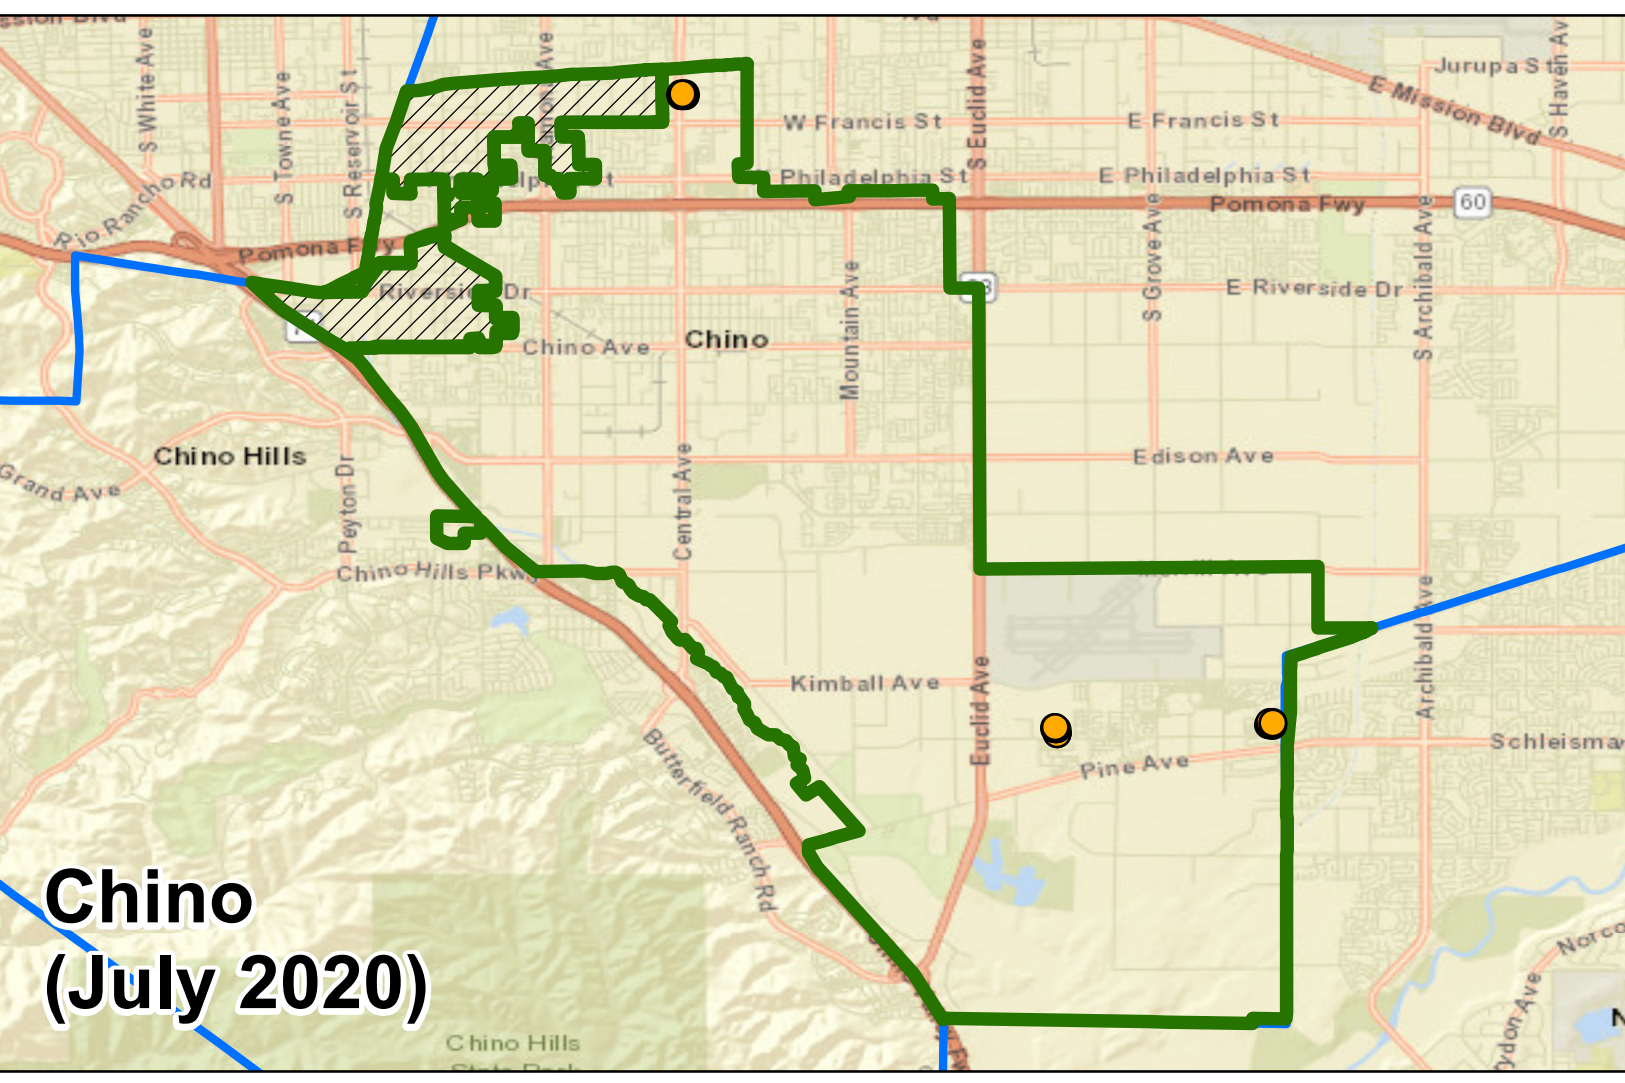 S White Ave
S Towne Ave
S Reservoir St
Ave
S Euclid Ave
Jurupa St
S Haven Av
E Mission Blvd
W Francis St
E Francis St
Philadelphia St
E Philadelphia St
Rio Rancho Rd
Pomona Fwy
Pomona Fwy
60
S Grove Ave
S Archibald Ave
Mountain Ave
Riverside Dr
E Riverside Dr
Chino Ave
Chino
Chino Hills
Grand Ave
Peyton Dr
Central Ave
Edison Ave
Chino Hills Pkwy
Archibald Ave
Euclid Ave
Kimball Ave
Pine Ave
Butterfield Ranch Rd
Chino
(July 2020)
Chino Hills